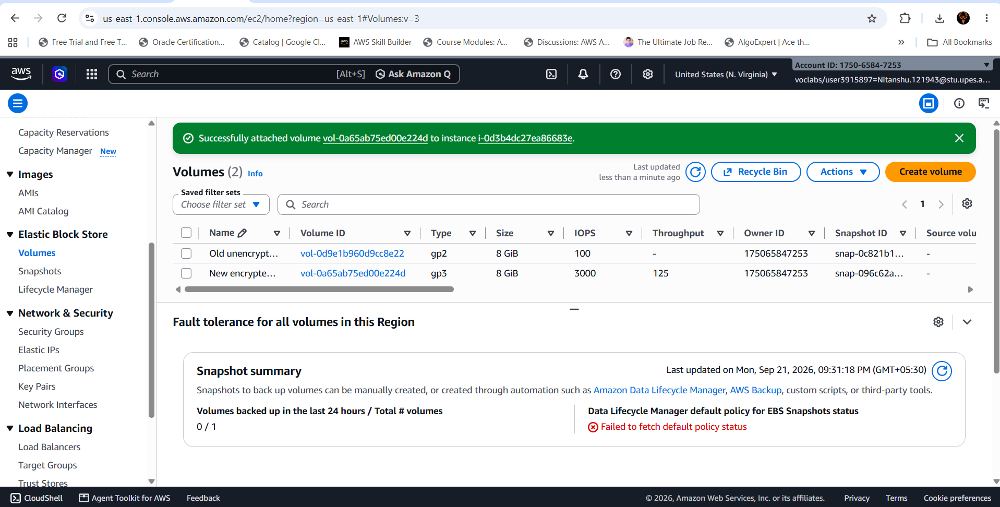 us-east-1.console.aws.amazon.com/ec2/home?region=us-east-1#Volumes:v=3
Free Trial and Free T... Oracle Certification... Catalog | Google Cl... AWS Skill Builder Course Modules: A... Discussions: AWS A... The Ultimate Job Re... AlgoExpert | Ace th... » All Bookmarks
aws Search [Alt+S] Ask Amazon Q United States (N. Virginia) Account ID: 1750-6584-7253
voclabs/user3915897=Nitanshu.121943@stu.upes.a...
Capacity Reservations
Capacity Manager New
Images
AMIs
AMI Catalog
Elastic Block Store
Volumes
Snapshots
Lifecycle Manager
Network & Security
Security Groups
Elastic IPs
Placement Groups
Key Pairs
Network Interfaces
Load Balancing
Load Balancers
Target Groups
Trust Stores
Successfully attached volume vol-0a65ab75ed00e224d to instance i-0d3b4dc27ea86683e.
Volumes (2) Info
Last updated
less than a minute ago
Recycle Bin Actions Create volume
Saved filter sets
Choose filter set Search 1
Name Volume ID Type Size IOPS Throughput Owner ID Snapshot ID Source volu
Old unencrypt... vol-0d9e1b960d9cc8e22 gp2 8 GiB 100 - 175065847253 snap-0c821b1... -
New encrypte... vol-0a65ab75ed00e224d gp3 8 GiB 3000 125 175065847253 snap-096c62a... -
Fault tolerance for all volumes in this Region
Snapshot summary
Last updated on Mon, Sep 21, 2026, 09:31:18 PM (GMT+05:30)
Snapshots to back up volumes can be manually created, or created through automation such as Amazon Data Lifecycle Manager, AWS Backup, custom scripts, or third-party tools.
Volumes backed up in the last 24 hours / Total # volumes
0 / 1
Data Lifecycle Manager default policy for EBS Snapshots status
Failed to fetch default policy status
CloudShell Agent Toolkit for AWS Feedback © 2026, Amazon Web Services, Inc. or its affiliates. Privacy Terms Cookie preferences